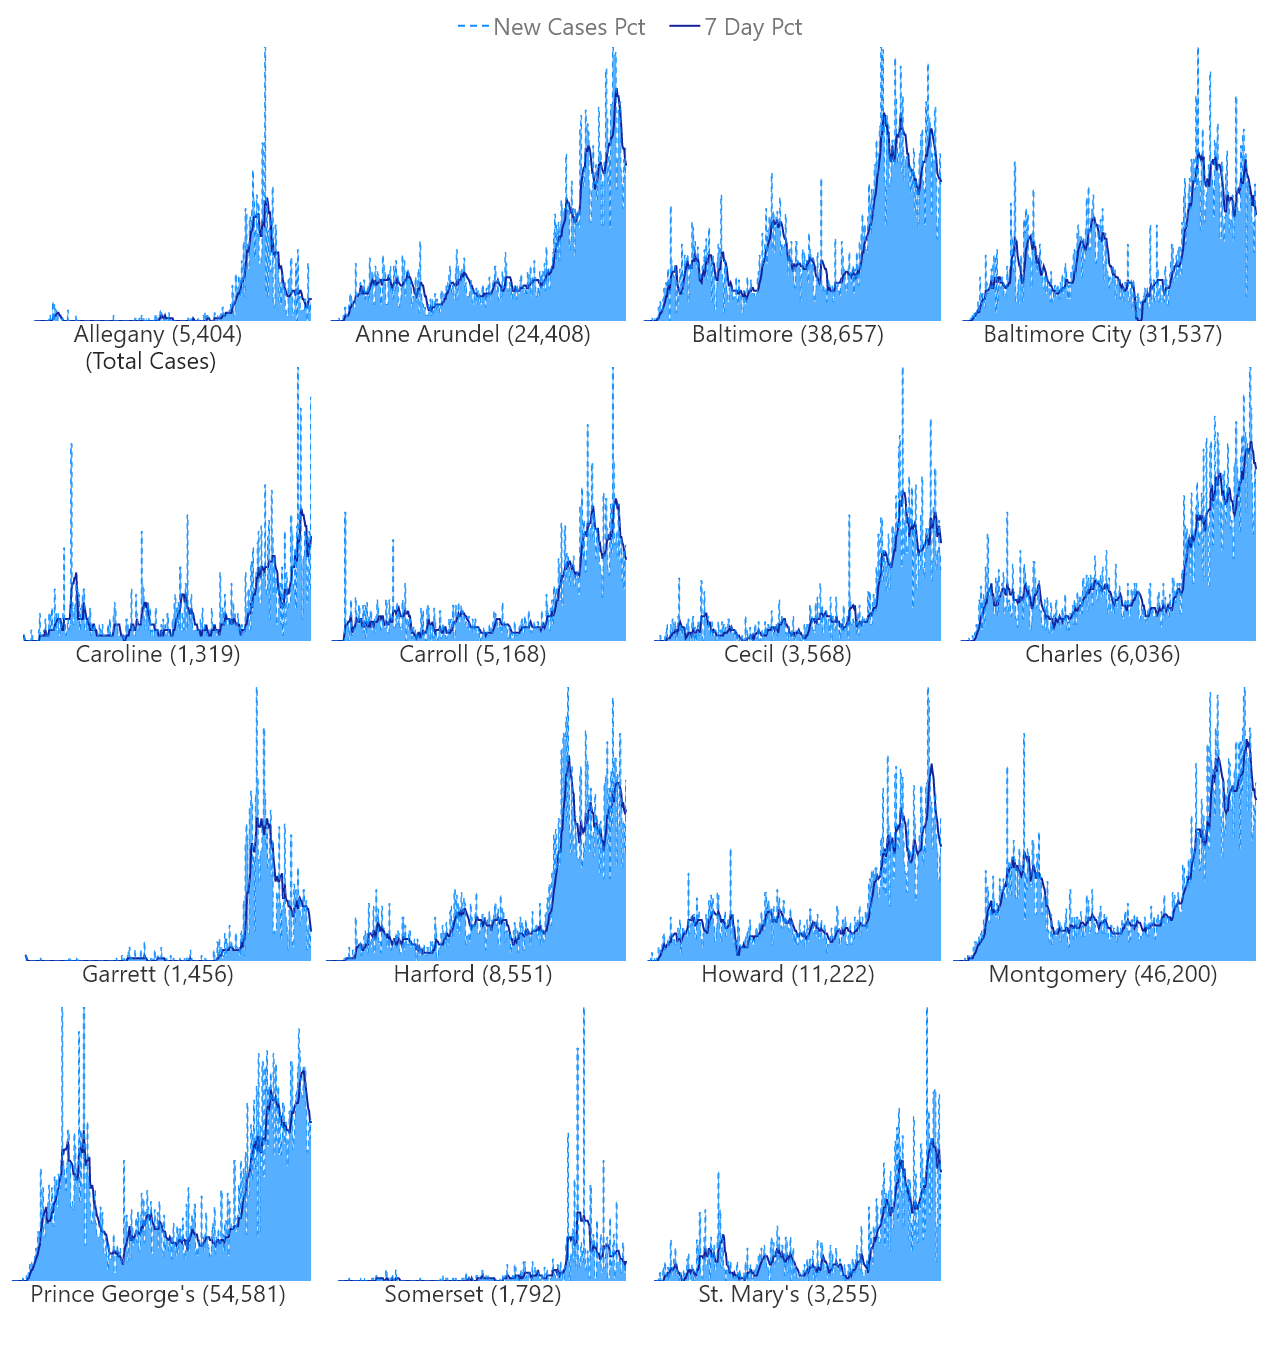 New Cases Pct 7 Day Pct
Allegany (5,404)
(Total Cases)
Anne Arundel (24,408)
Baltimore (38,657)
Baltimore City (31,537)
Caroline (1,319)
Carroll (5,168)
Cecil (3,568)
Charles (6,036)
Garrett (1,456)
Harford (8,551)
Howard (11,222)
Montgomery (46,200)
Prince George's (54,581)
Somerset (1,792)
St. Mary's (3,255)